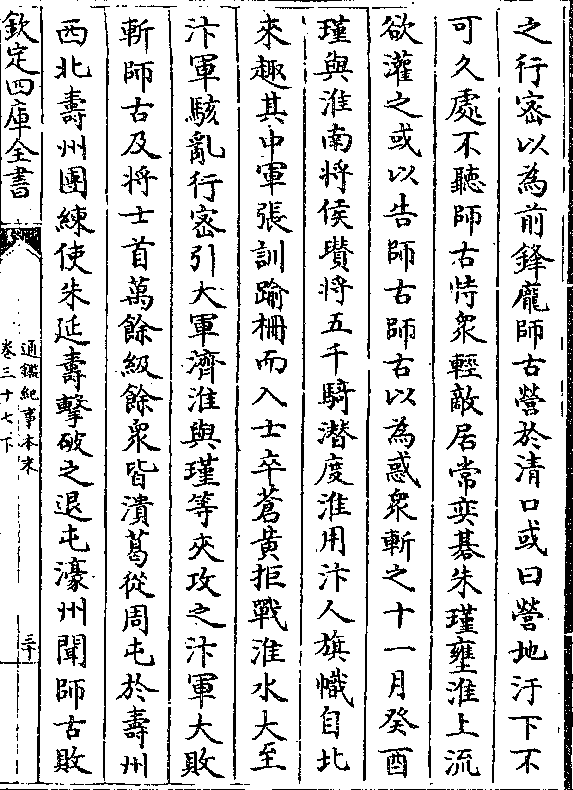 之行密以為前鋒龐師古營於清口或曰營地汙下不
可久處不聽師古恃衆輕敵居常奕碁朱瑾壅淮上流
欲灌之或以告師古師古以為惑衆斬之十一月癸酉
瑾與淮南將侯瓚將五千騎潜度淮用汴人旗幟自北
來趣其中軍張訓踰柵而入士卒蒼黄拒戰淮水大至
汴軍駭亂行密引大軍濟淮與瑾等夾攻之汴軍大敗
斬師古及将士首萬餘級餘衆皆潰葛從周屯於壽州
西北壽州團練使朱延壽擊破之退屯濠州聞師古敗
欽定四庫全書
通鑑紀事本末
卷三十七下
三十